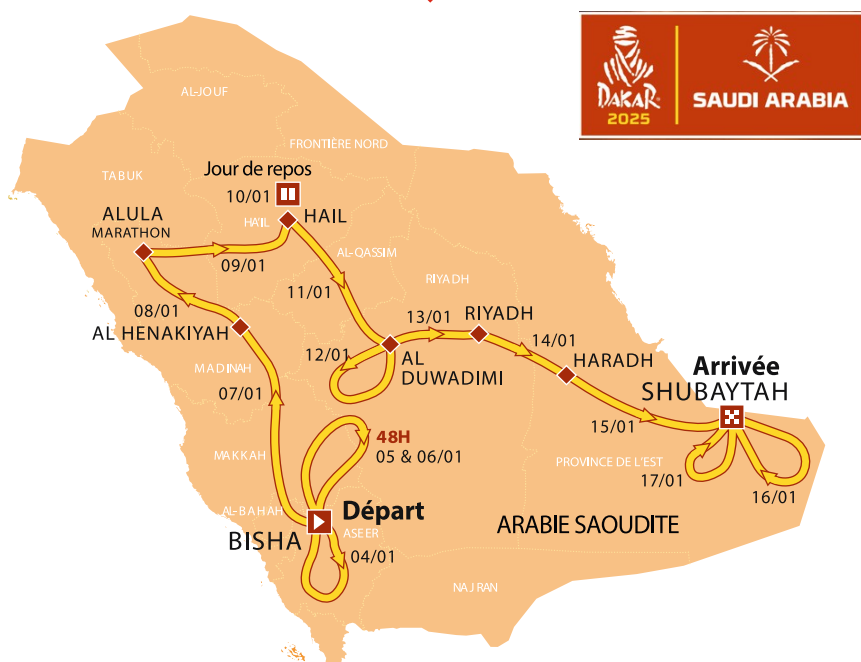 DAKAR
2025
SAUDI ARABIA
AL-JOUF
FRONTIÈRE NORD
TABUK
Jour de repos
10/01
HA'IL
HAIL
ALULA
MARATHON
09/01
AL-QASSIM
RIYADH
11/01
08/01
AL HENAKIYAH
13/01
RIYADH
12/01
AL
DUWADIMI
14/01
HARADH
MADINAH
07/01
Arrivée
SHUBAYTAH
15/01
48H
05 & 06/01
MAKKAH
PROVINCE DE L'EST
17/01
16/01
AL-BAHAH
Départ
BISHA
ASEER
04/01
ARABIE SAOUDITE
NAJRAN